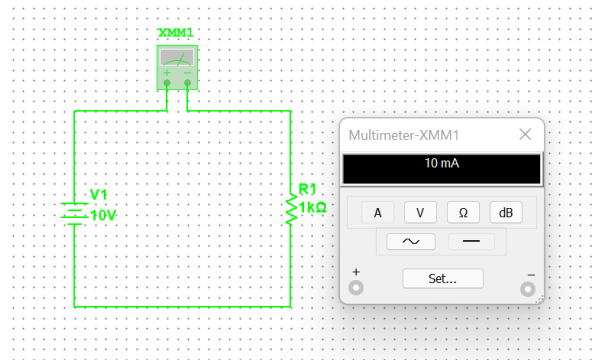 XMM1
V1
10V
R1
1kΩ
Multimeter-XMM1
10 mA
A V Ω dB
Set...
+ −